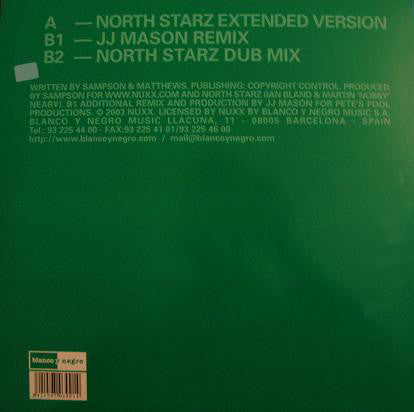 A — NORTH STARZ EXTENDED VERSION
B1 — JJ MASON REMIX
B2 — NORTH STARZ DUB MIX
WRITTEN BY SAMPSON & MATTHEWS. PUBLISHING: COPYRIGHT CONTROL. PRODUCED
BY SAMPSON FOR WWW.NUXX.COM AND NORTH STARZ (IAN BLAND & MARTIN 'NOBBY'
NEARY). B1 ADDITIONAL REMIX AND PRODUCTION BY JJ MASON FOR PETE'S POOL
PRODUCTIONS. © 2003 NUXX. LICENSED BY NUXX BY BLANCO Y NEGRO MUSIC S.A.
BLANCO Y NEGRO MUSIC LLACUNA, 11 - 08005 BARCELONA - SPAIN
Tel.: 93 225 44 00 - FAX:93 225 41 01/93 225 46 00
http://www.blancoynegro.com / mail@blancoynegro.com
blanco y negro